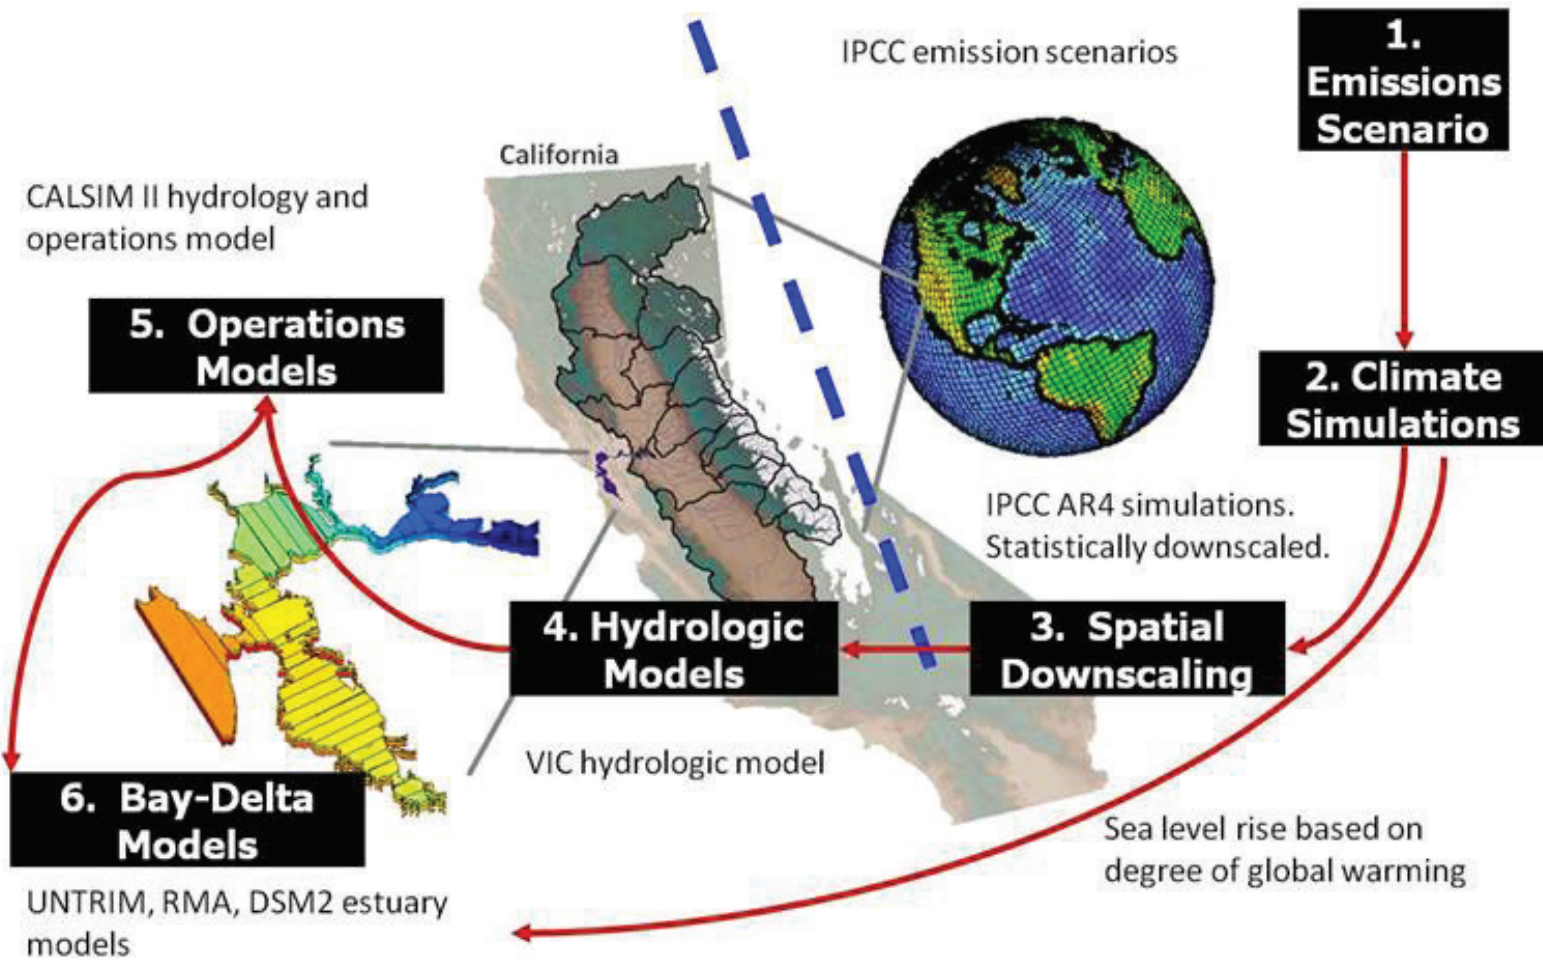 1.
Emissions
Scenario
IPCC emission scenarios
2. Climate
Simulations
IPCC AR4 simulations.
Statistically downscaled.
3. Spatial
Downscaling
California
4. Hydrologic
Models
VIC hydrologic model
CALSIM II hydrology and
operations model
5. Operations
Models
6. Bay-Delta
Models
UNTRIM, RMA, DSM2 estuary
models
Sea level rise based on
degree of global warming